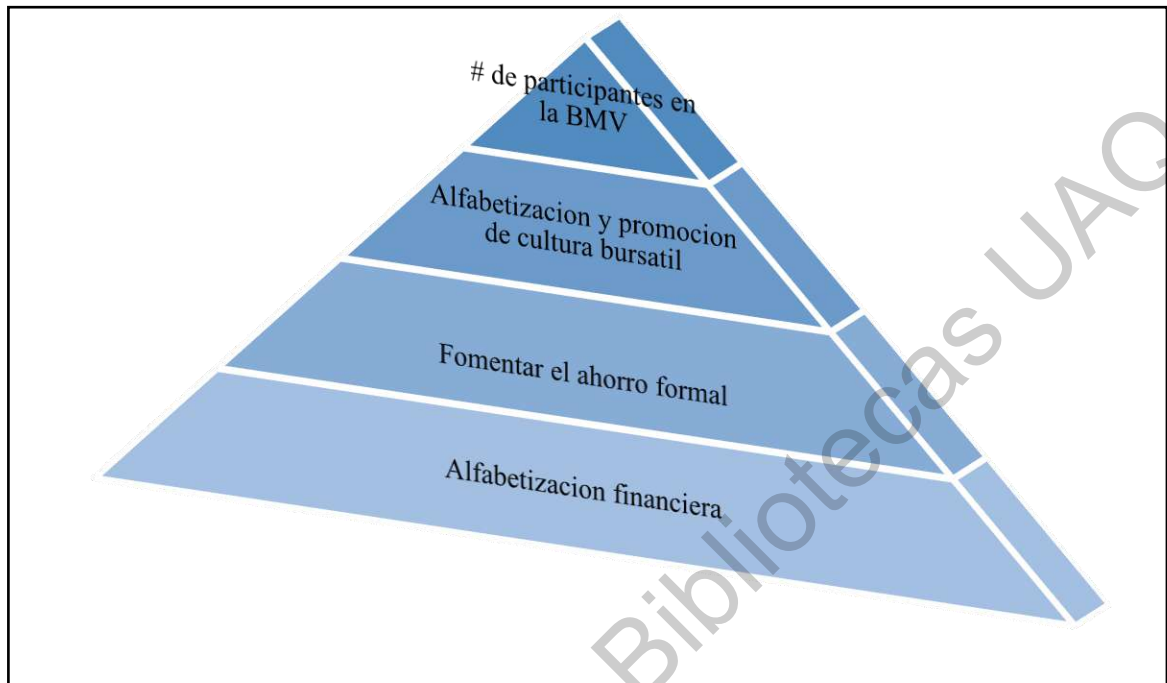 # de participantes en
la BMV
Alfabetizacion y promocion
de cultura bursatil
Fomentar el ahorro formal
Alfabetizacion financiera
Bibliotecas UAQ